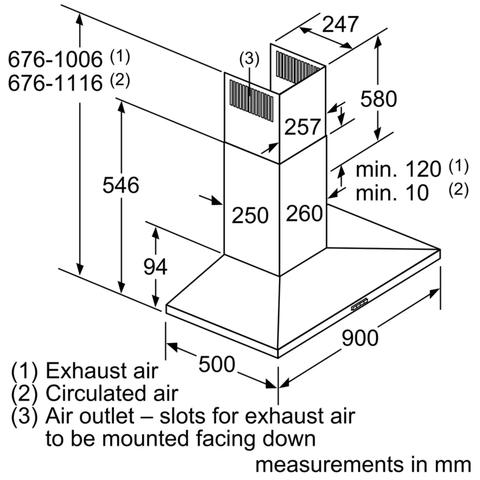 247
676-1006 (1)
676-1116 (2)
(3)
580
257
min. 120 (1)
min. 10 (2)
546
250
260
94
500
900
(1) Exhaust air
(2) Circulated air
(3) Air outlet – slots for exhaust air
to be mounted facing down
measurements in mm